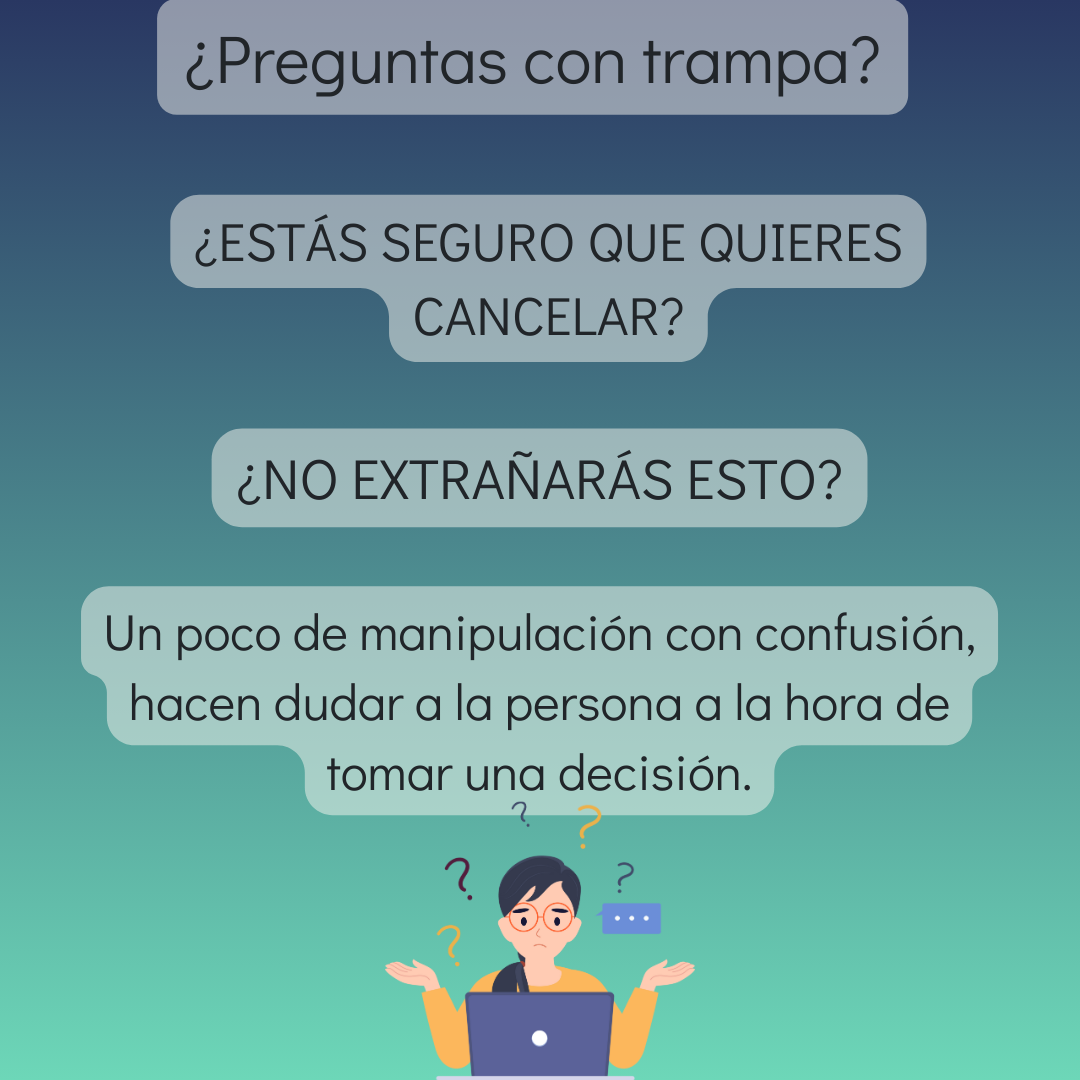 ¿Preguntas con trampa?
¿ESTÁS SEGURO QUE QUIERES
CANCELAR?
¿NO EXTRAÑARÁS ESTO?
Un poco de manipulación con confusión,
hacen dudar a la persona a la hora de
tomar una decisión.